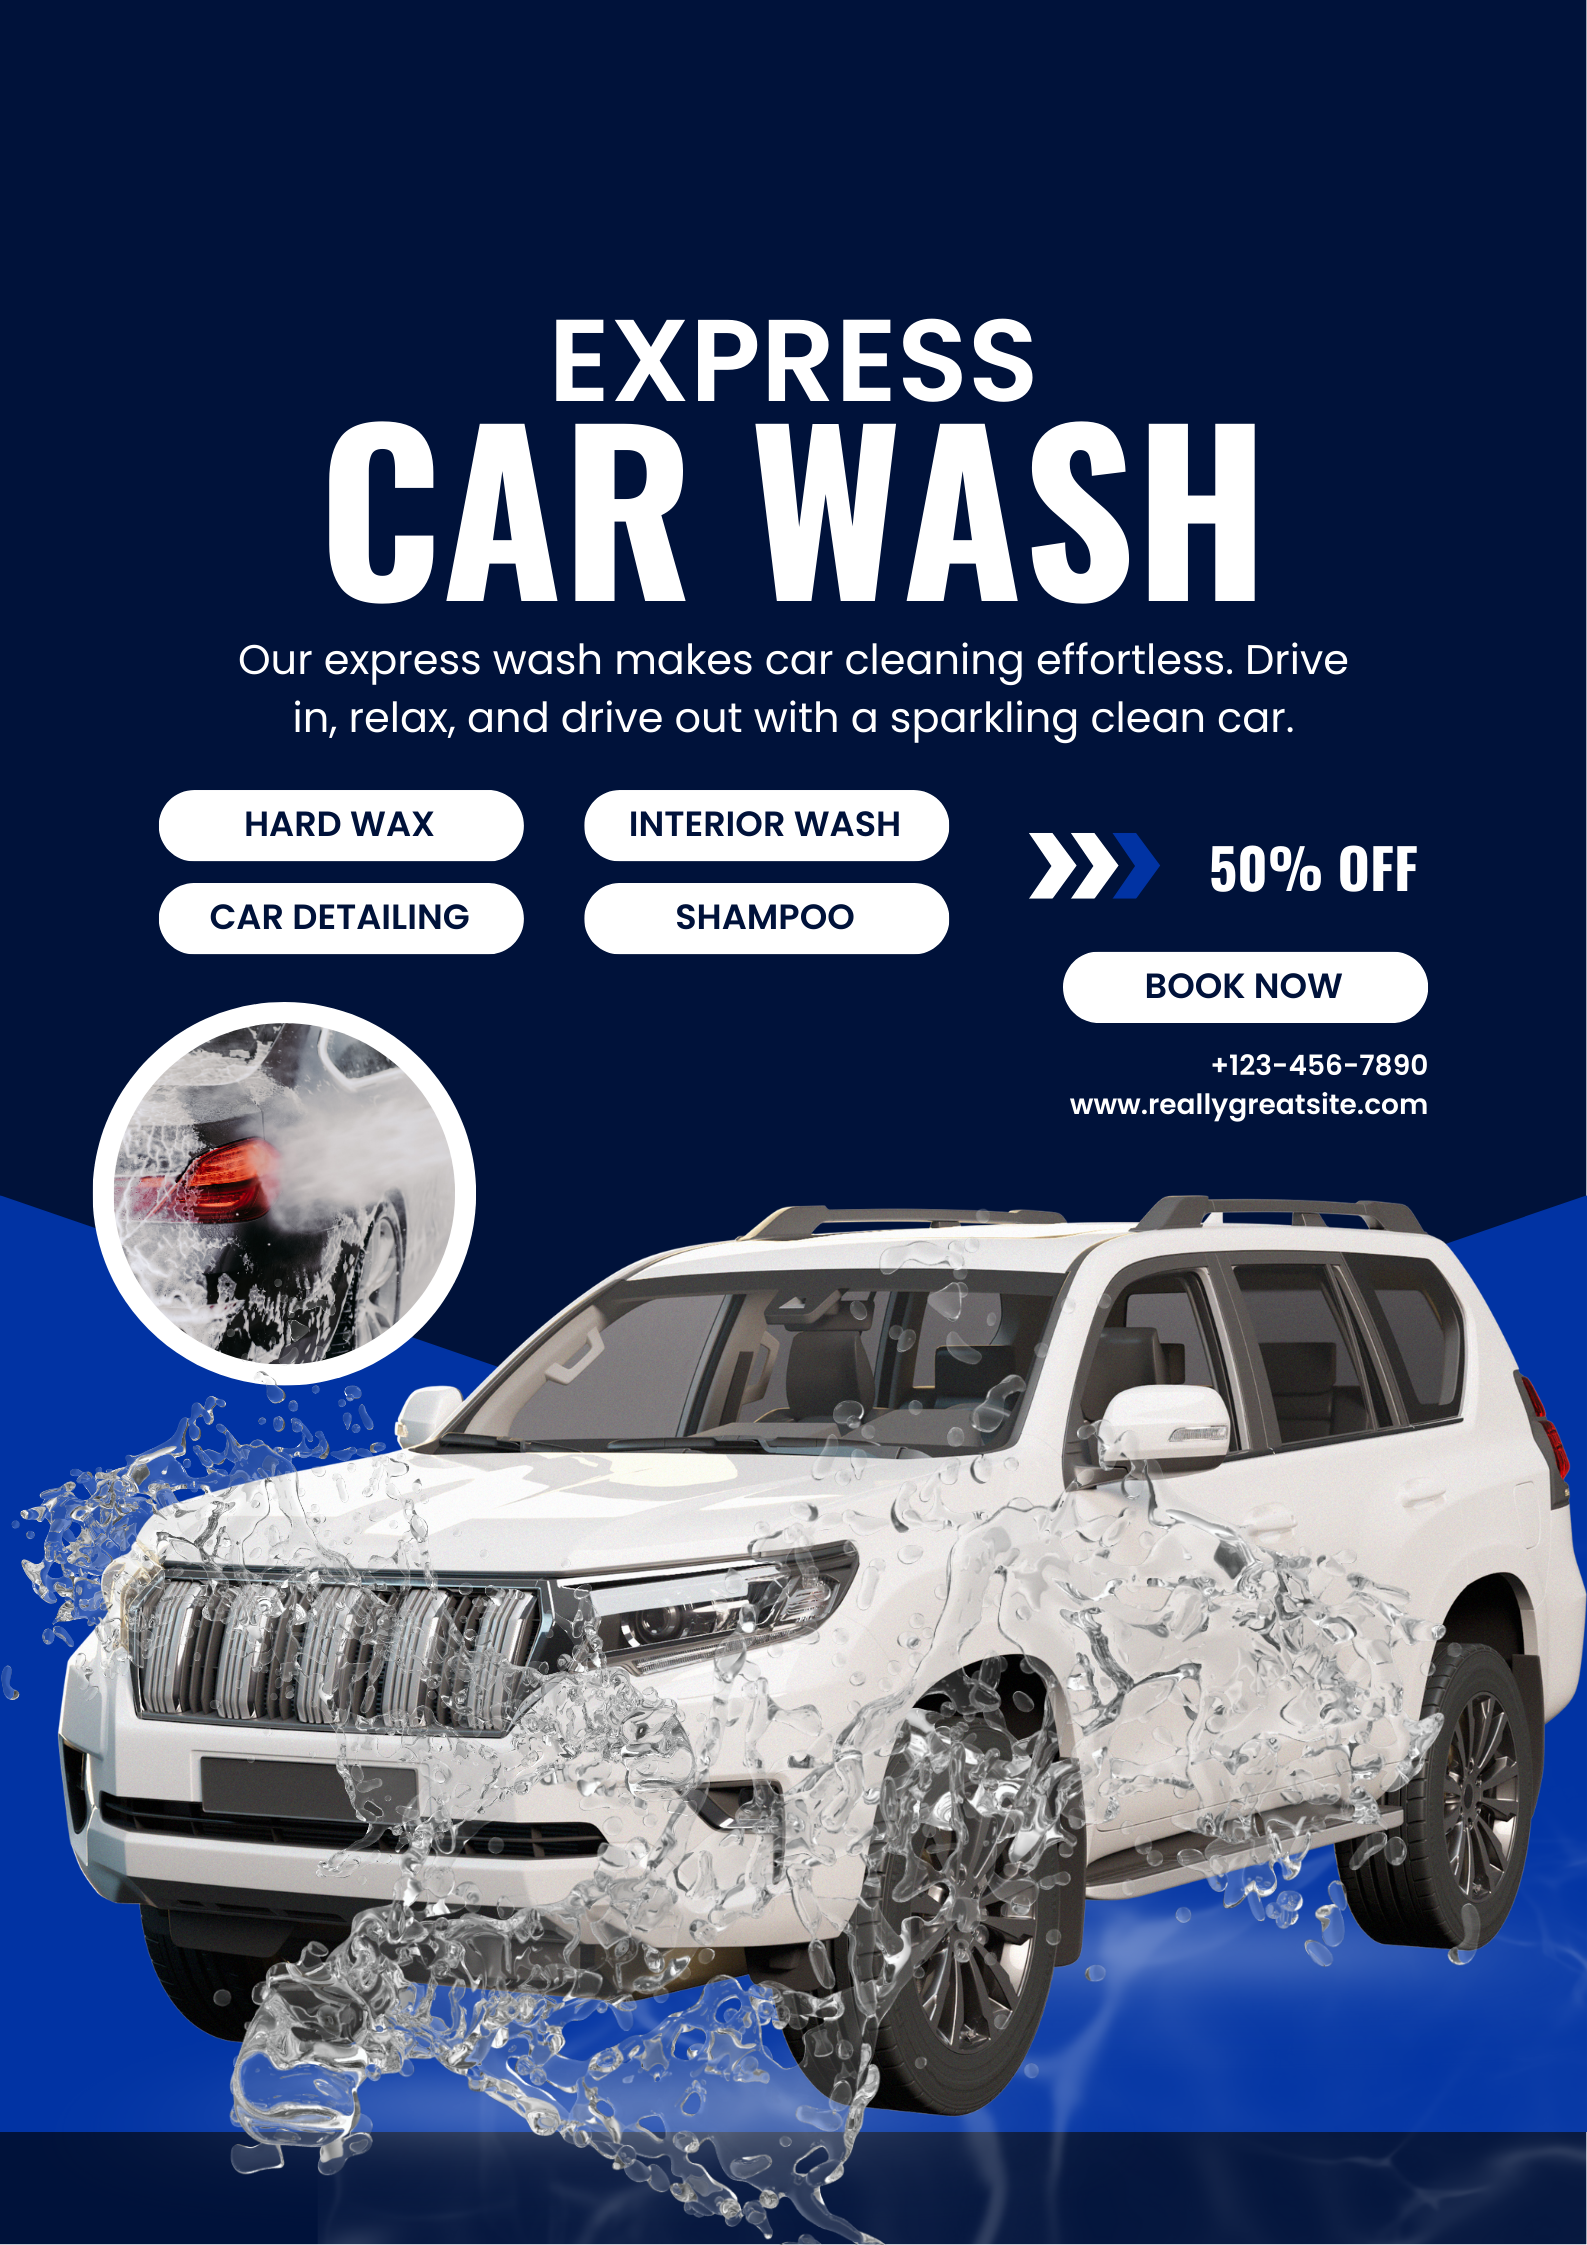 EXPRESS
CAR WASH
Our express wash makes car cleaning effortless. Drive
in, relax, and drive out with a sparkling clean car.
HARD WAX
INTERIOR WASH
CAR DETAILING
SHAMPOO
50% OFF
BOOK NOW
+123-456-7890
www.reallygreatsite.com